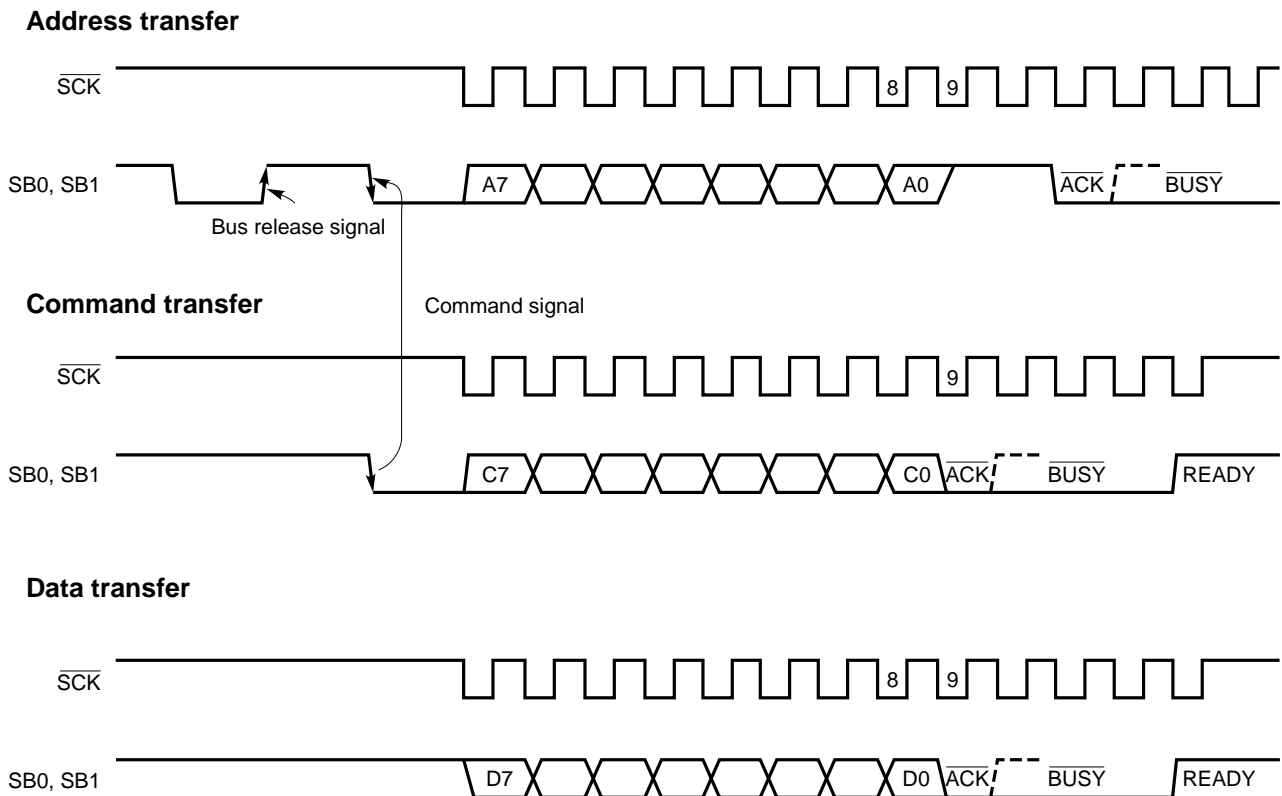 Address transfer
SCK 8 9
SB0, SB1 A7 A0 ACK BUSY
Bus release signal
Command transfer Command signal
SCK 9
SB0, SB1 C7 C0 ACK BUSY READY
Data transfer
SCK 8 9
SB0, SB1 D7 D0 ACK BUSY READY